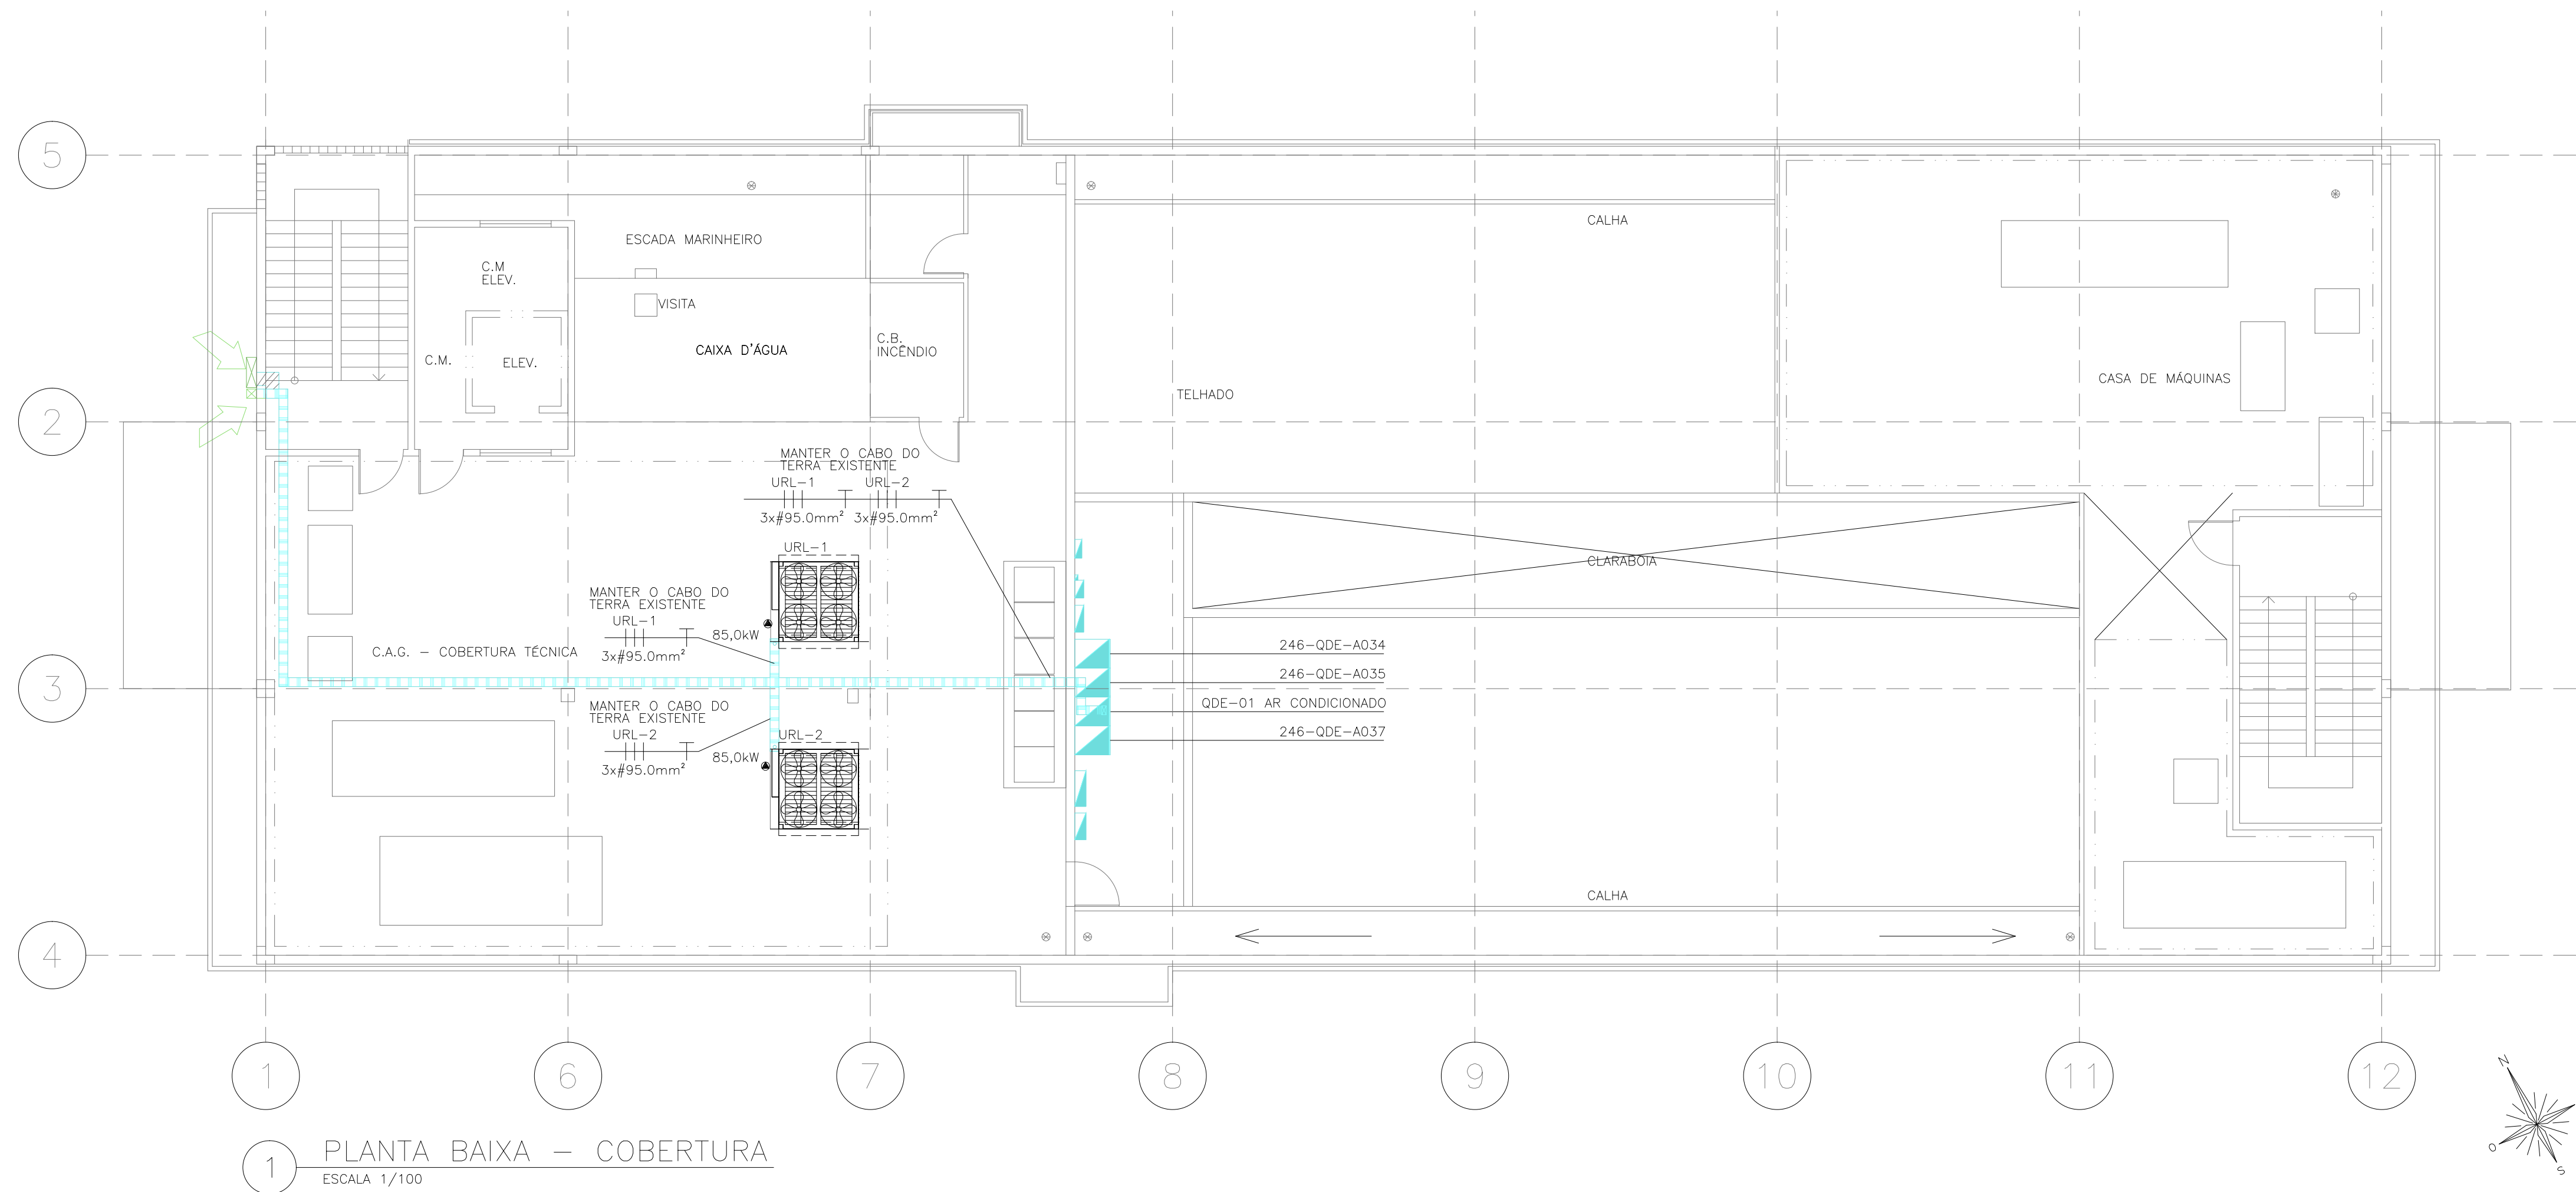 5
CALHA
ESCADA MARINHEIRO
C.M
ELEV.
VISITA
C.B.
INCÊNDIO
CAIXA D'ÁGUA
C.M.
ELEV.
CASA DE MÁQUINAS
TELHADO
2
MANTER O CABO DO
TERRA EXISTENTE
URL-1 URL-2
3x#95.0mm² 3x#95.0mm²
URL-1
CLARABOIA
MANTER O CABO DO
TERRA EXISTENTE
URL-1
85,0kW
3x#95.0mm²
C.A.G. – COBERTURA TÉCNICA
246-QDE-A034
246-QDE-A035
3
QDE-01 AR CONDICIONADO
246-QDE-A037
MANTER O CABO DO
TERRA EXISTENTE
URL-2
URL-2
85,0kW
3x#95.0mm²
CALHA
4
1 6 7 8 9 10 11 12
N
O
S
1
PLANTA BAIXA – COBERTURA
ESCALA 1/100